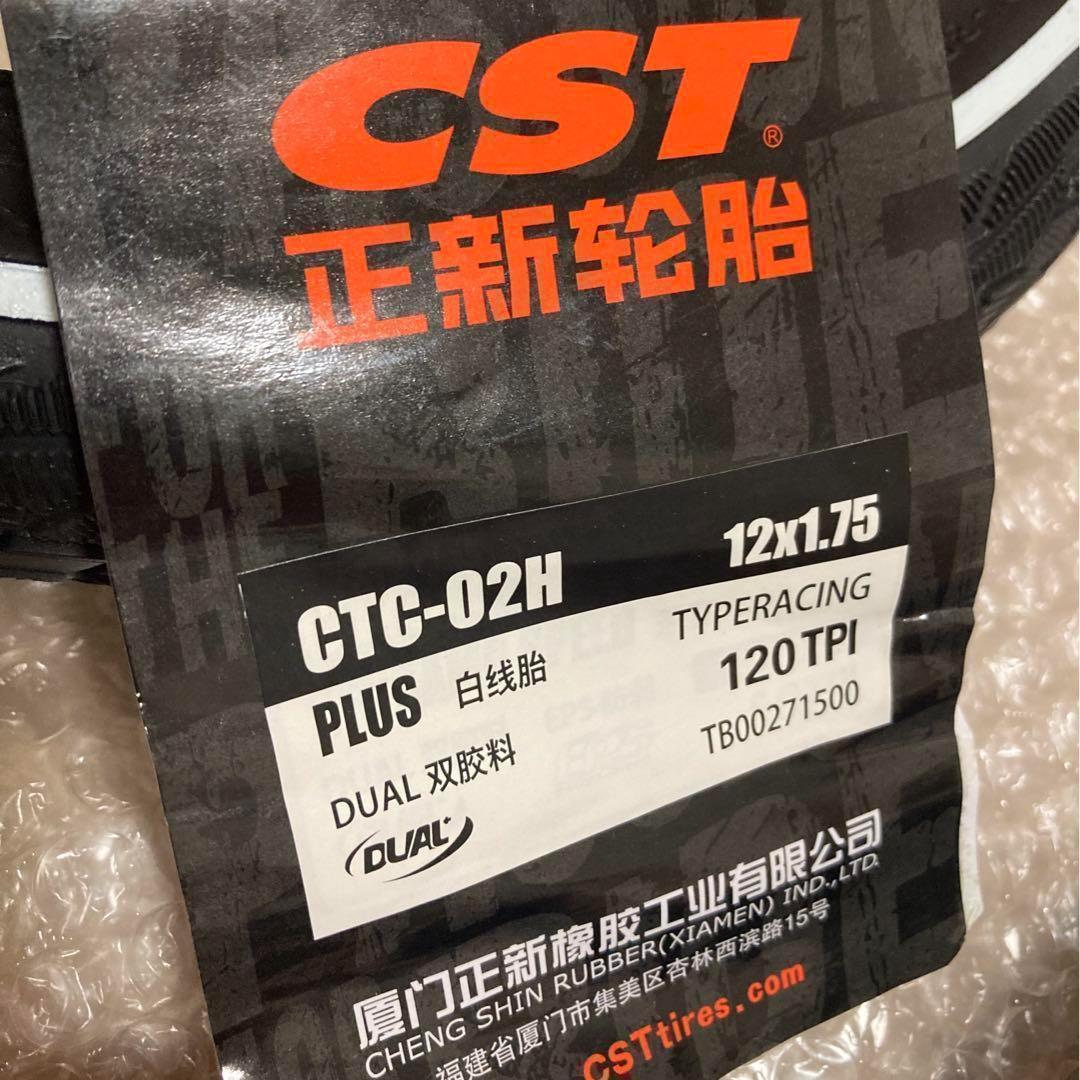 CST®
正新轮胎
CTC-02H 12x1.75
PLUS 白线胎 TYPERACING
120 TPI
DUAL 双胶料 TB00271500
DUAL+
厦门正新橡胶工业有限公司
CHENG SHIN RUBBER(XIAMEN) IND.,LTD.
福建省厦门市集美区杏林西滨路15号
CSTtires.com